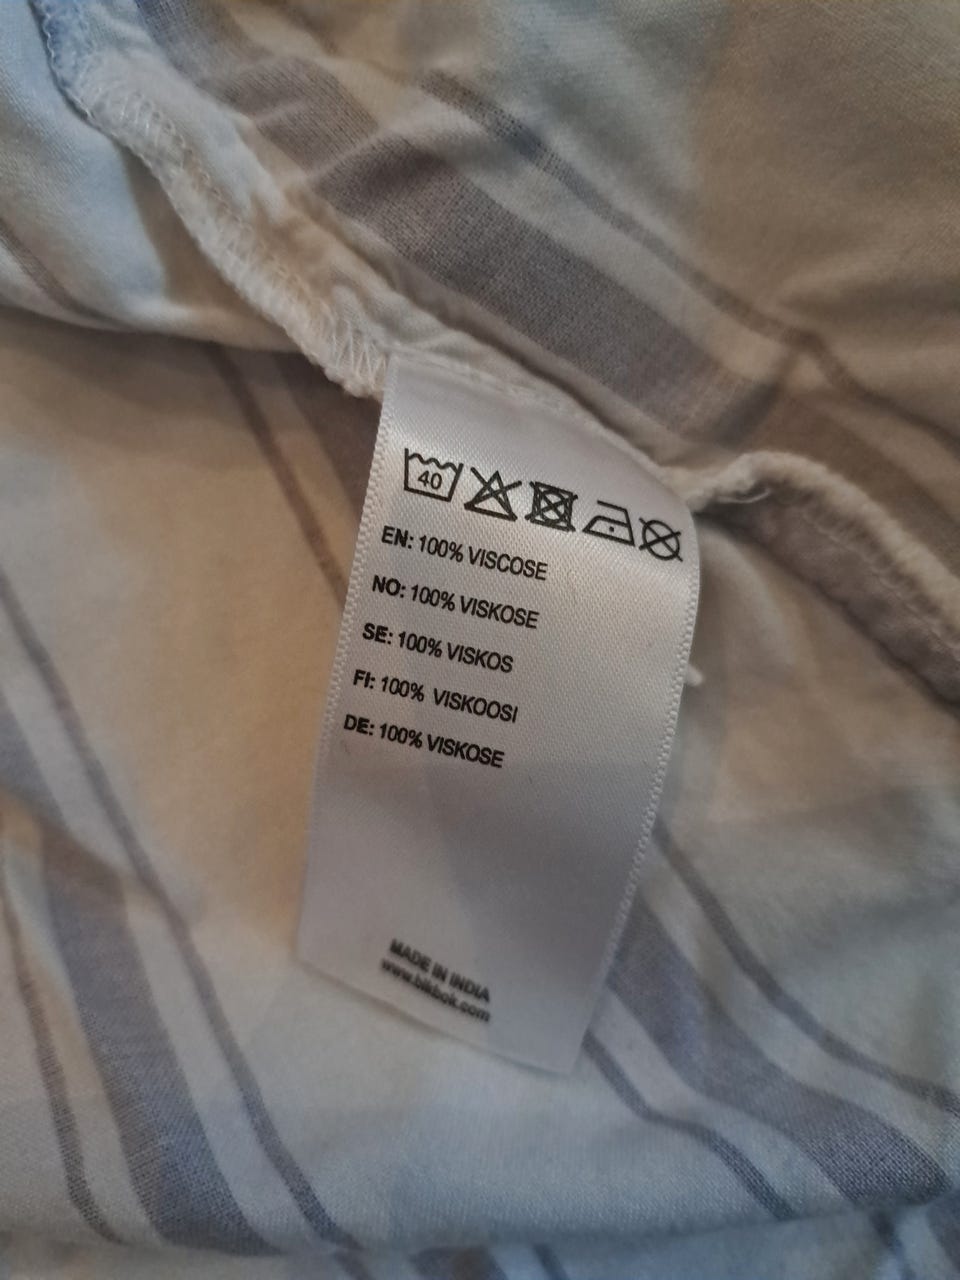 40
EN: 100% VISCOSE
NO: 100% VISKOSE
SE: 100% VISKOS
FI: 100% VISKOOSI
DE: 100% VISKOSE
MADE IN INDIA
www.bikbok.com